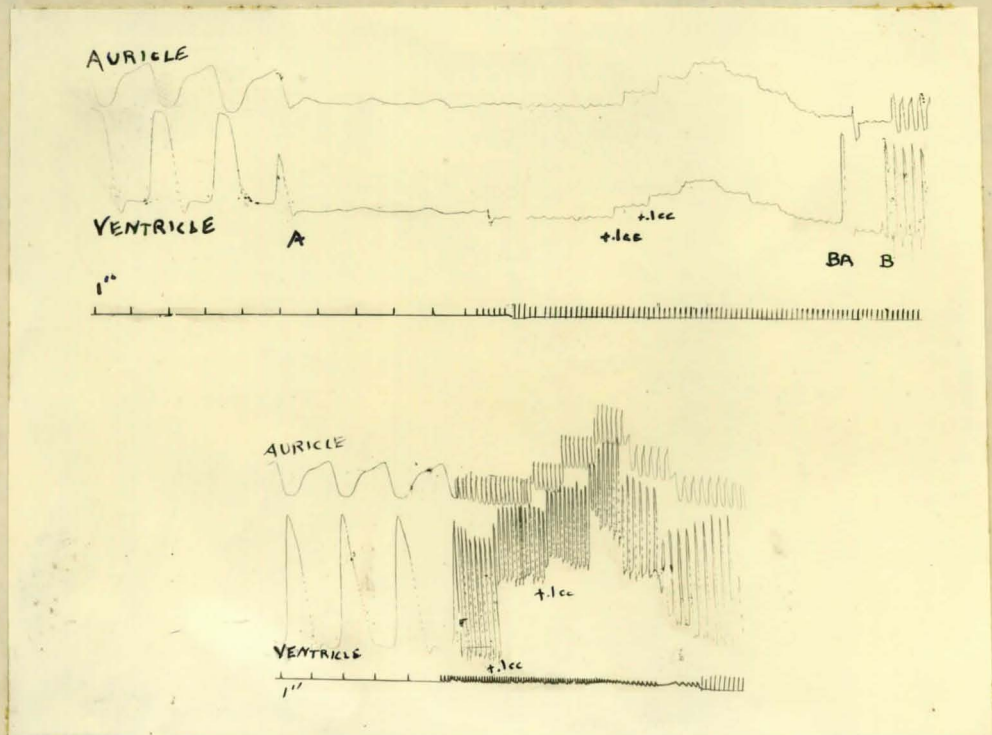 AURICLE
VENTRICLE
A
+.1cc
+.1cc
BA
B
1"
AURICLE
+.1cc
VENTRICLE
+.1cc
1"